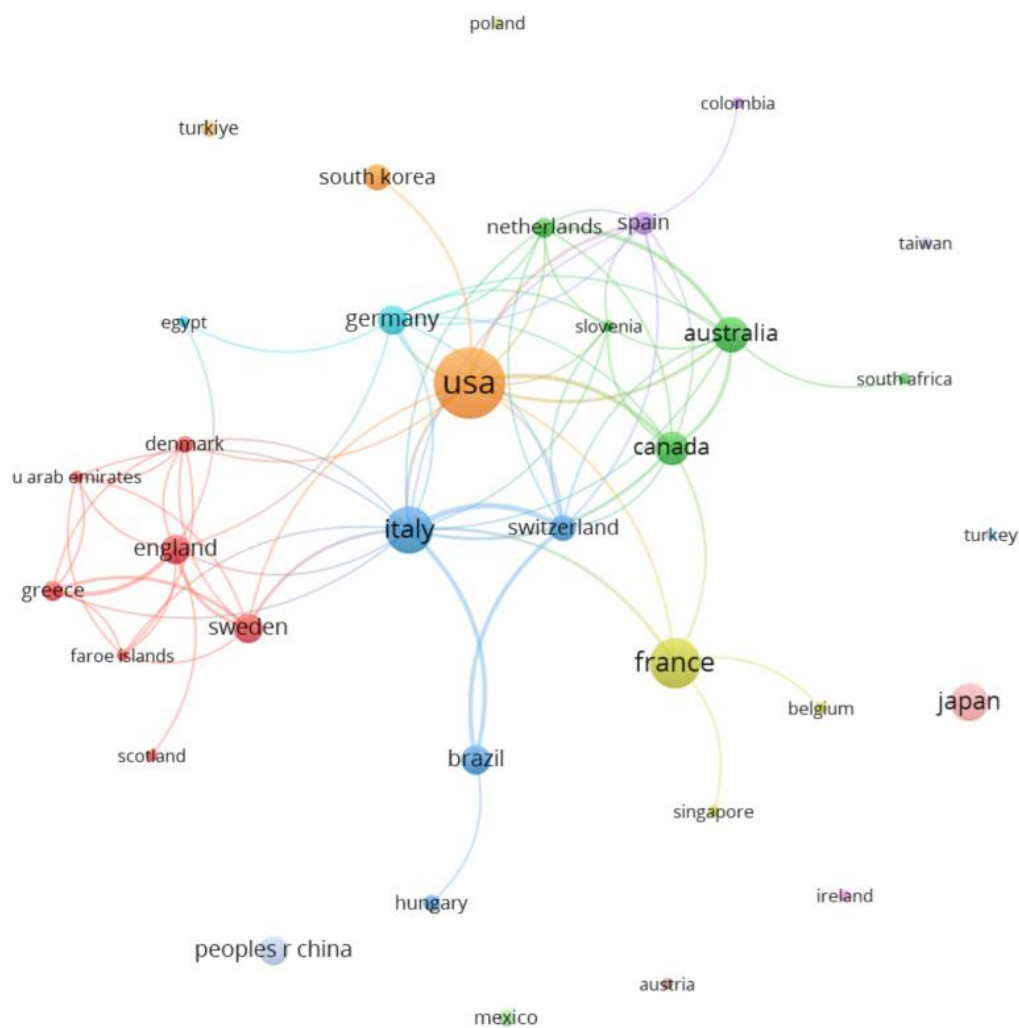 poland
colombia
turkiye
south korea
netherlands
spain
taiwan
egypt
germany
slovenia
australia
usa
south africa
denmark
canada
u arab emirates
italy
switzerland
turkey
england
greece
sweden
faroe islands
france
japan
belgium
scotland
brazil
singapore
ireland
hungary
peoples r china
austria
mexico